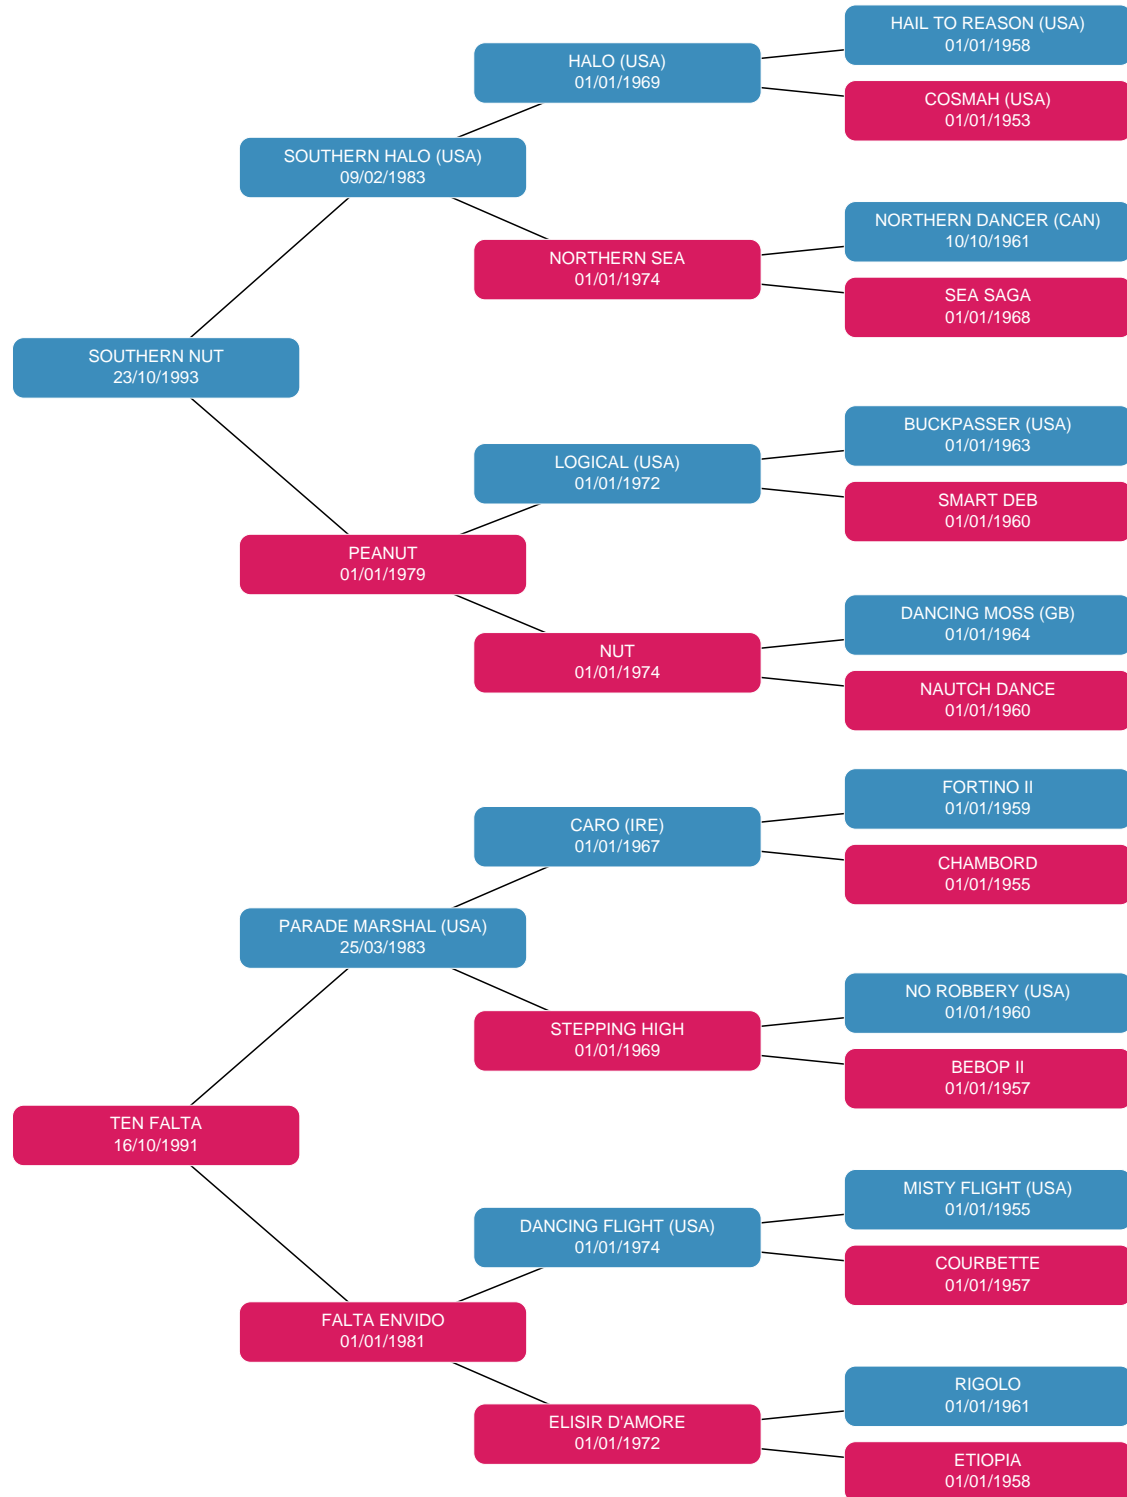 HAIL TO REASON (USA)
01/01/1958
HALO (USA)
01/01/1969
COSMAH (USA)
01/01/1953
SOUTHERN HALO (USA)
09/02/1983
NORTHERN DANCER (CAN)
10/10/1961
NORTHERN SEA
01/01/1974
SEA SAGA
01/01/1968
SOUTHERN NUT
23/10/1993
BUCKPASSER (USA)
01/01/1963
LOGICAL (USA)
01/01/1972
SMART DEB
01/01/1960
PEANUT
01/01/1979
DANCING MOSS (GB)
01/01/1964
NUT
01/01/1974
NAUTCH DANCE
01/01/1960
FORTINO II
01/01/1959
CARO (IRE)
01/01/1967
CHAMBORD
01/01/1955
PARADE MARSHAL (USA)
25/03/1983
NO ROBBERY (USA)
01/01/1960
STEPPING HIGH
01/01/1969
BEBOP II
01/01/1957
TEN FALTA
16/10/1991
MISTY FLIGHT (USA)
01/01/1955
DANCING FLIGHT (USA)
01/01/1974
COURBETTE
01/01/1957
FALTA ENVIDO
01/01/1981
RIGOLO
01/01/1961
ELISIR D'AMORE
01/01/1972
ETIOPIA
01/01/1958